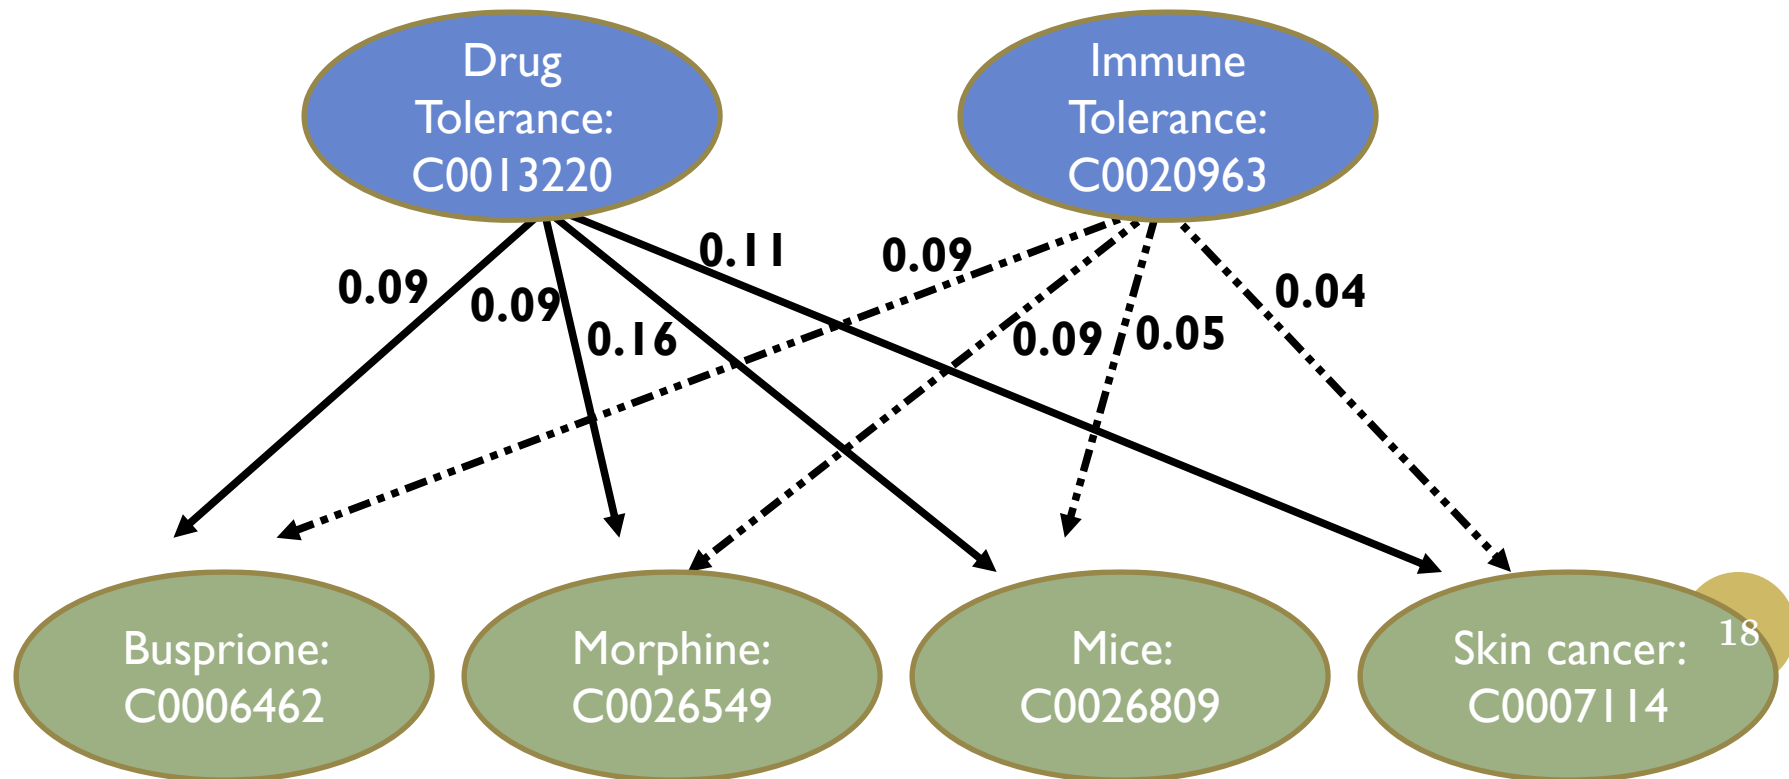 Drug
Tolerance:
C0013220
Immune
Tolerance:
C0020963
0.09
0.09
0.16
0.11
0.09
0.09
0.05
0.04
Busprione:
C0006462
Morphine:
C0026549
Mice:
C0026809
Skin cancer:
C0007114
18